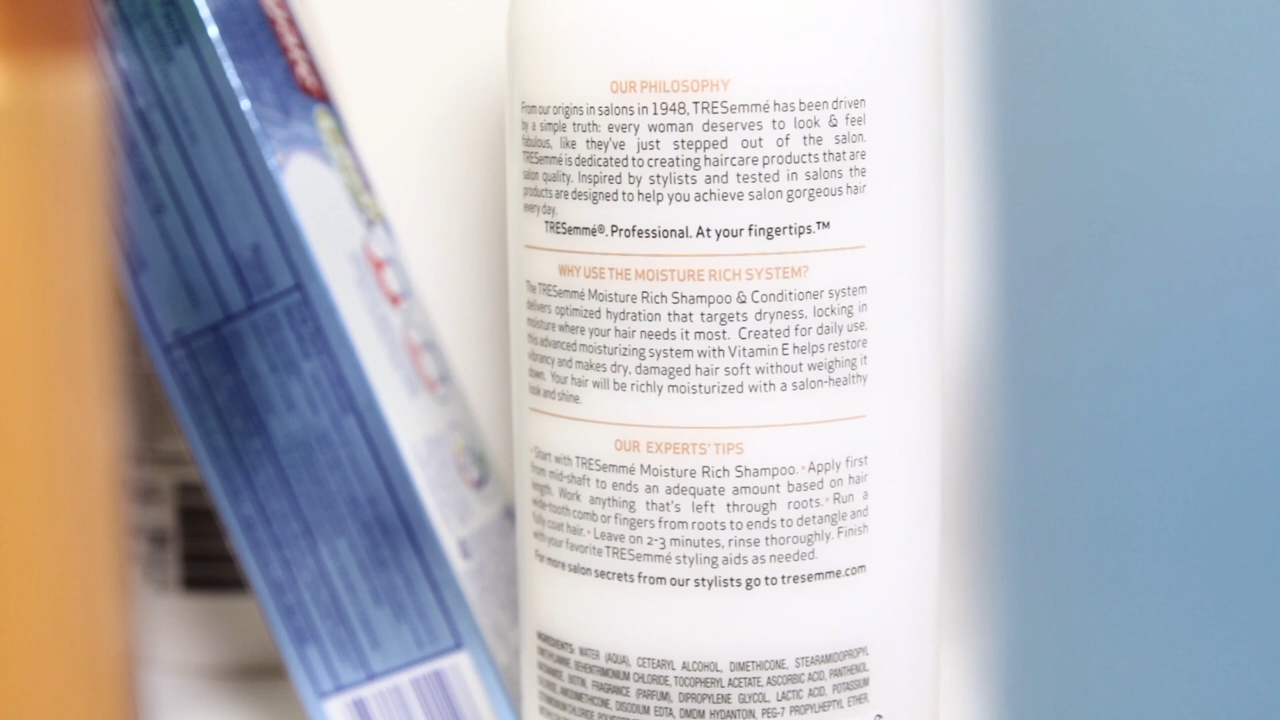 OUR PHILOSOPHY
From our origins in salons in 1948, TRESemmé has been driven
by a simple truth: every woman deserves to look & feel
fabulous, like they've just stepped out of the salon.
TRESemmé is dedicated to creating haircare products that are
salon quality. Inspired by stylists and tested in salons the
products are designed to help you achieve salon gorgeous hair
every day.
TRESemmé®. Professional. At your fingertips.™
WHY USE THE MOISTURE RICH SYSTEM?
The TRESemmé Moisture Rich Shampoo & Conditioner system
delivers optimized hydration that targets dryness, locking in
moisture where your hair needs it most. Created for daily use,
this advanced moisturizing system with Vitamin E helps restore
vibrancy and makes dry, damaged hair soft without weighing it
down. Your hair will be richly moisturized with a salon-healthy
look and shine.
OUR EXPERTS' TIPS
• Start with TRESemmé Moisture Rich Shampoo. • Apply first
from mid-shaft to ends an adequate amount based on hair
length. Work anything that's left through roots. • Run a
wide-tooth comb or fingers from roots to ends to detangle and
fully coat hair. • Leave on 2-3 minutes, rinse thoroughly. Finish
with your favorite TRESemmé styling aids as needed.
For more salon secrets from our stylists go to tresemme.com
INGREDIENTS: WATER (AQUA), CETEARYL ALCOHOL, DIMETHICONE, STEARAMIDOPROPYL
BEHENTRIMONIUM CHLORIDE, TOCOPHERYL ACETATE, ASCORBIC ACID, PANTHENOL
BIOTIN, FRAGRANCE (PARFUM), DIPROPYLENE GLYCOL, LACTIC ACID, POTASSIUM
DISODIUM EDTA, DMDM HYDANTOIN, PEG-7 PROPYLHEPTYL ETHER,